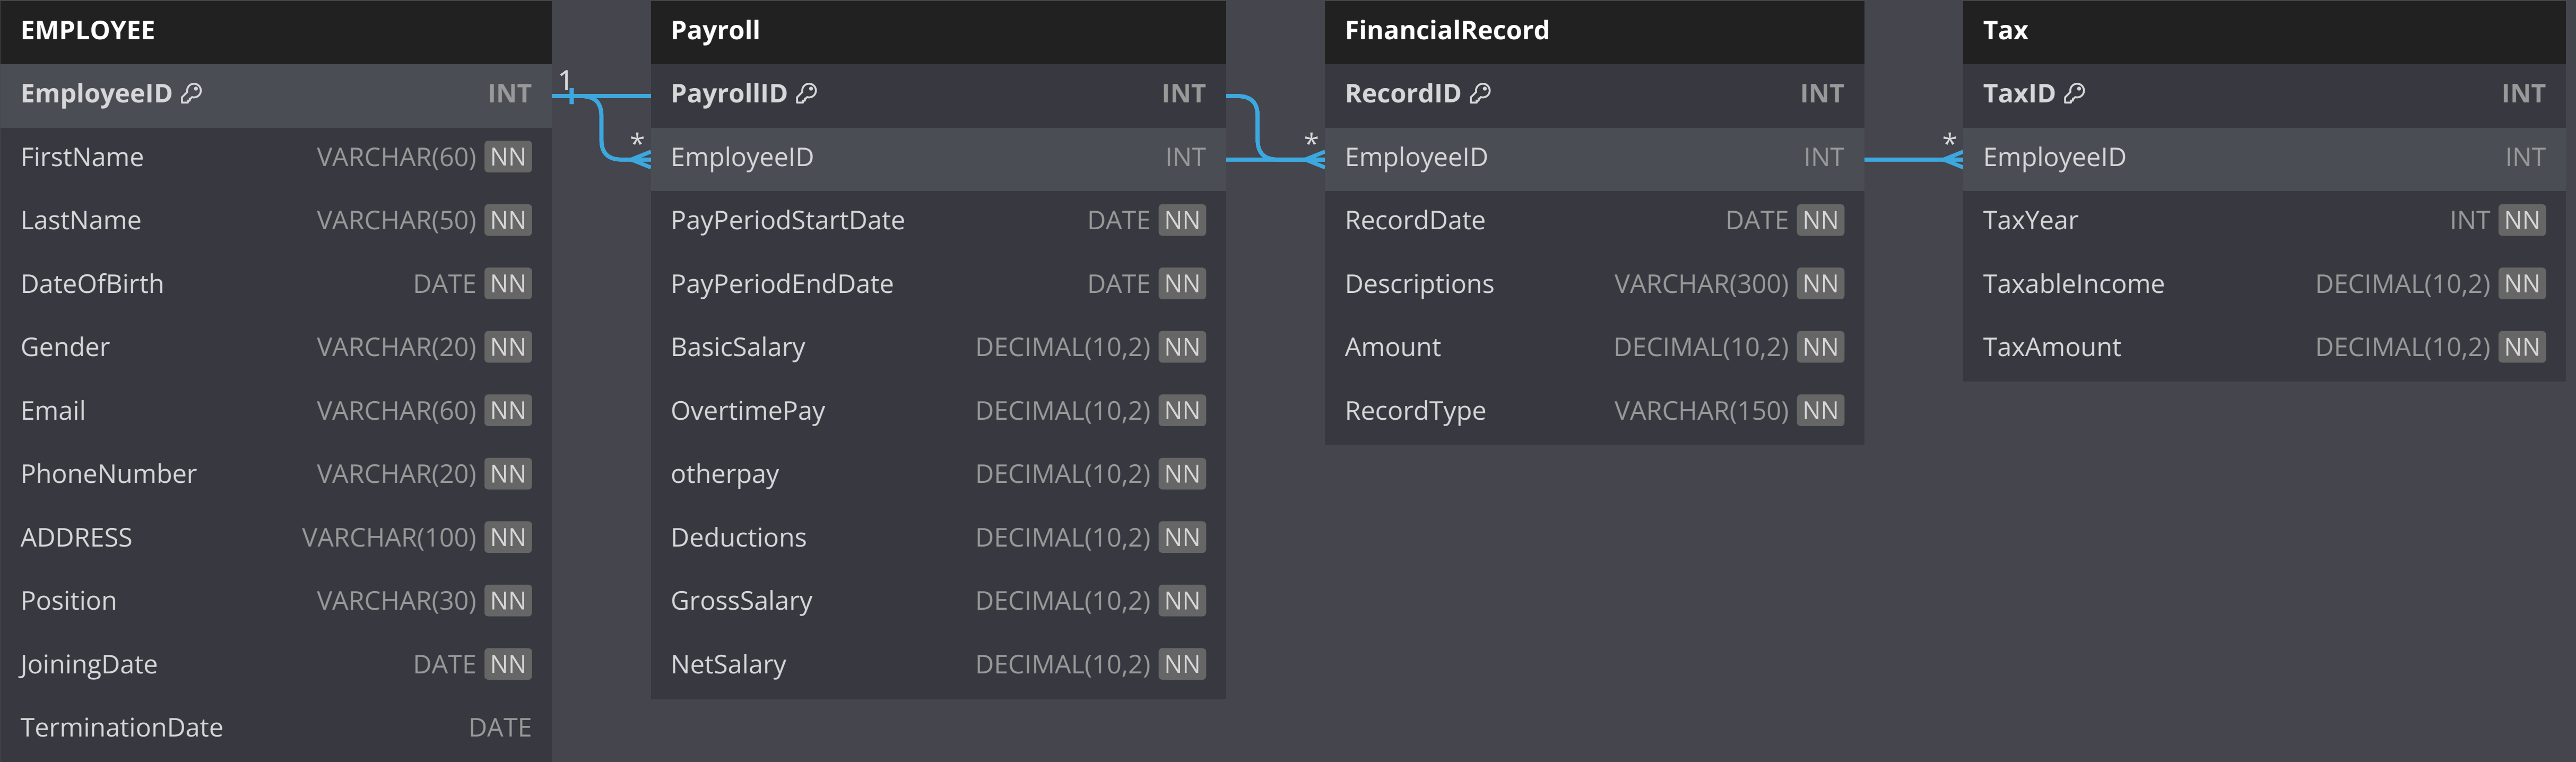 EMPLOYEE
EmployeeID INT
FirstName VARCHAR(60) NN
LastName VARCHAR(50) NN
DateOfBirth DATE NN
Gender VARCHAR(20) NN
Email VARCHAR(60) NN
PhoneNumber VARCHAR(20) NN
ADDRESS VARCHAR(100) NN
Position VARCHAR(30) NN
JoiningDate DATE NN
TerminationDate DATE
1
*
Payroll
PayrollID INT
EmployeeID INT
PayPeriodStartDate DATE NN
PayPeriodEndDate DATE NN
BasicSalary DECIMAL(10,2) NN
OvertimePay DECIMAL(10,2) NN
otherpay DECIMAL(10,2) NN
Deductions DECIMAL(10,2) NN
GrossSalary DECIMAL(10,2) NN
NetSalary DECIMAL(10,2) NN
*
FinancialRecord
RecordID INT
EmployeeID INT
RecordDate DATE NN
Descriptions VARCHAR(300) NN
Amount DECIMAL(10,2) NN
RecordType VARCHAR(150) NN
*
Tax
TaxID INT
EmployeeID INT
TaxYear INT NN
TaxableIncome DECIMAL(10,2) NN
TaxAmount DECIMAL(10,2) NN